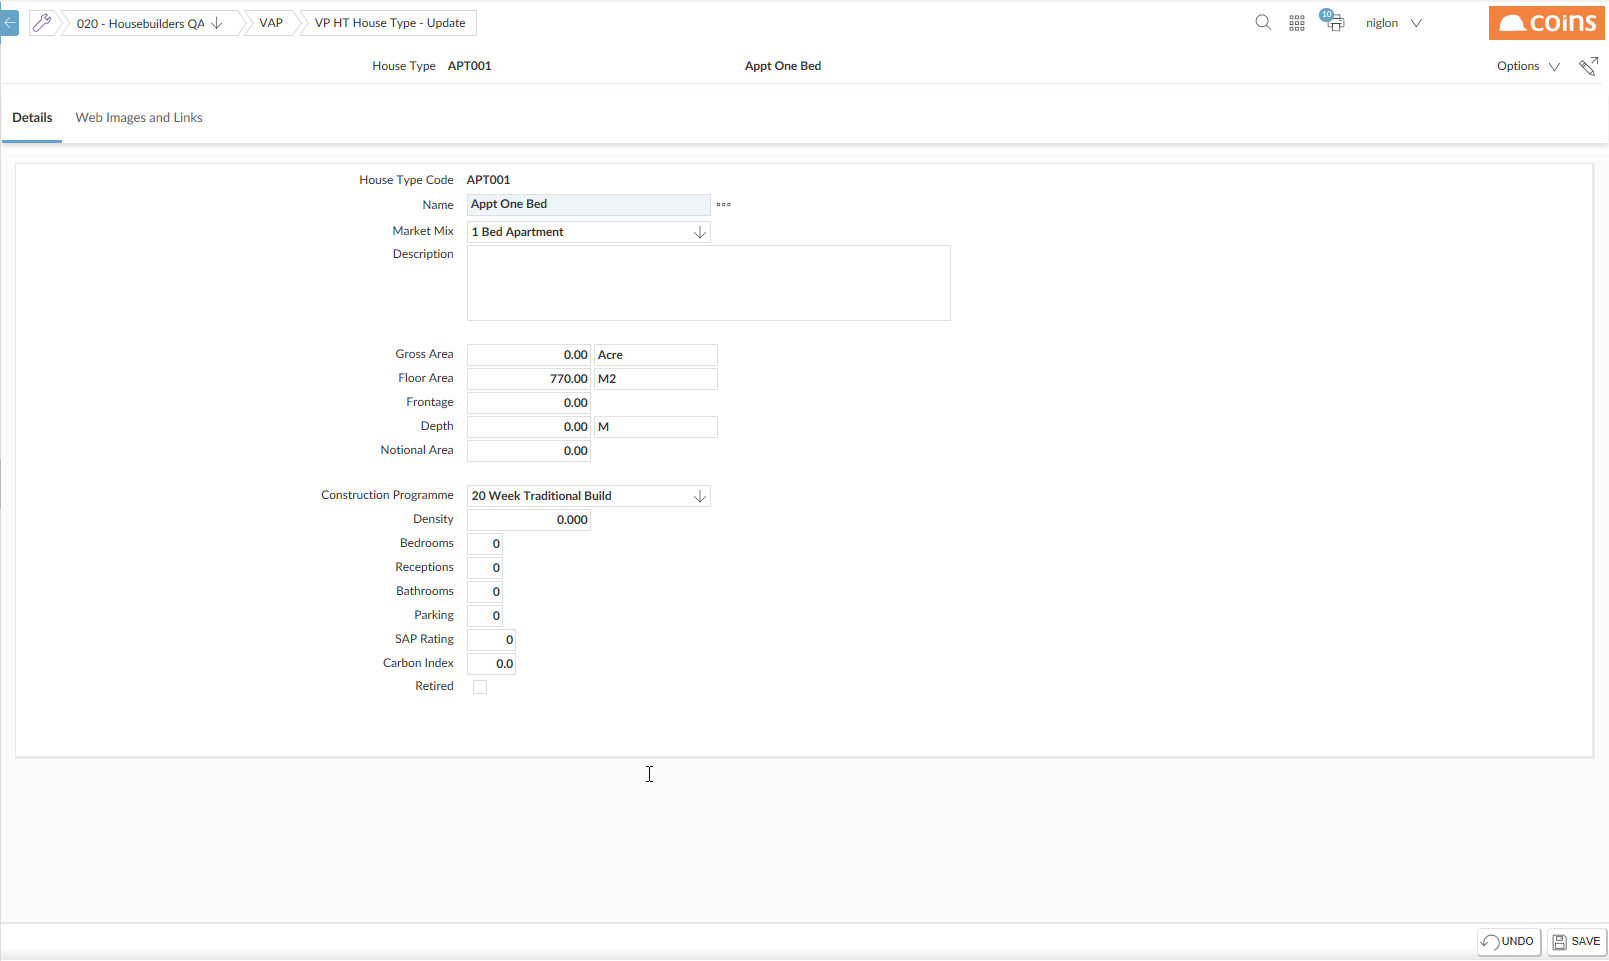 020 - Housebuilders QA
VAP
VP HT House Type - Update
10
niglon
coins
House Type APT001 Appt One Bed
Options
Details Web Images and Links
House Type Code APT001
Name Appt One Bed
Market Mix 1 Bed Apartment
Description
Gross Area 0.00 Acre
Floor Area 770.00 M2
Frontage 0.00
Depth 0.00 M
Notional Area 0.00
Construction Programme 20 Week Traditional Build
Density 0.000
Bedrooms 0
Receptions 0
Bathrooms 0
Parking 0
SAP Rating 0
Carbon Index 0.0
Retired
UNDO SAVE